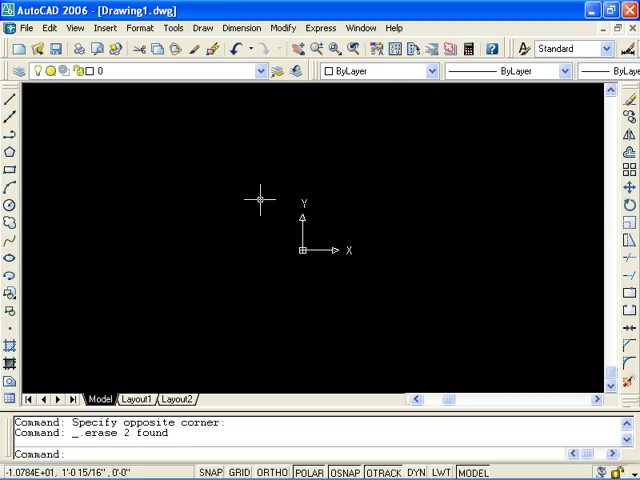 AutoCAD 2006 - [Drawing1.dwg]
File Edit View Insert Format Tools Draw Dimension Modify Express Window Help
Standard
0 ByLayer ByLayer ByLaye
Y
X
Model Layout1 Layout2
Command: Specify opposite corner:
Command: _.erase 2 found
Command:
-1.0784E+01, 1'-0 15/16" , 0'-0" SNAP GRID ORTHO POLAR OSNAP OTRACK DYN LWT MODEL